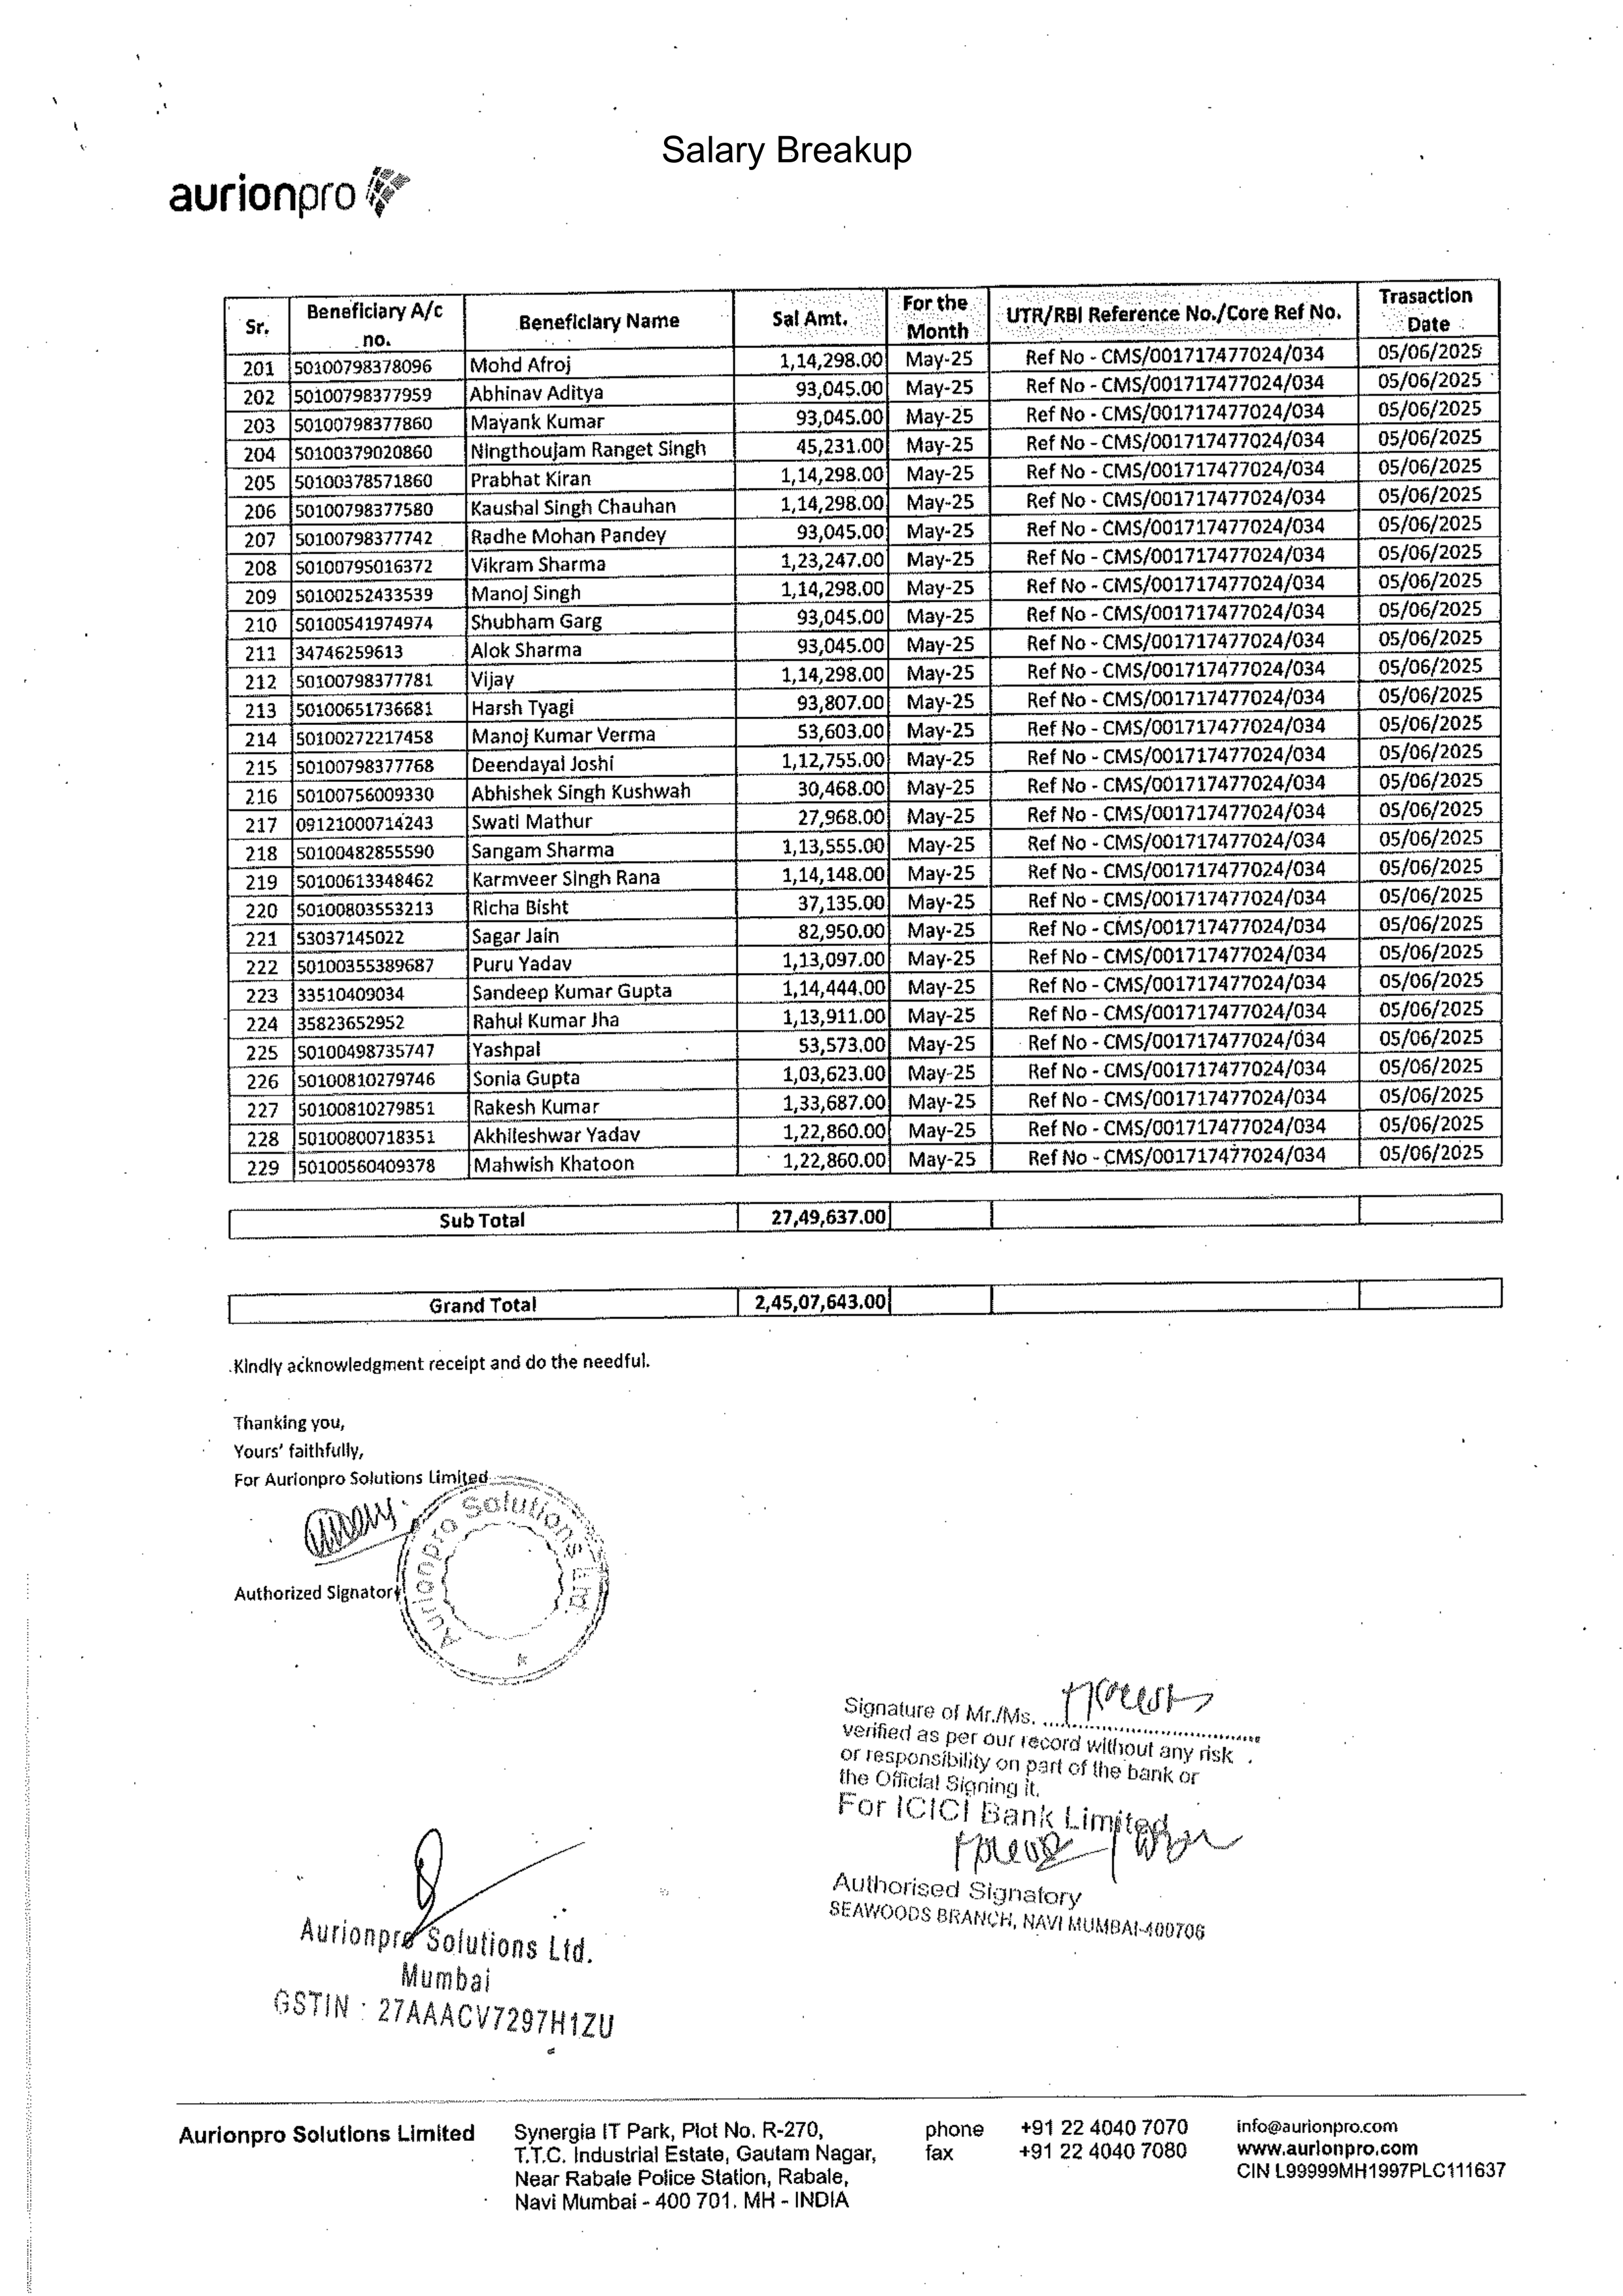 Salary Breakup
aurionpro
Sr. Beneficiary A/c no. Beneficiary Name Sal Amt. For the Month UTR/RBI Reference No./Core Ref No. Trasaction Date
201 50100798378096 Mohd Afroj 1,14,298.00 May-25 Ref No - CMS/001717477024/034 05/06/2025
202 50100798377959 Abhinav Aditya 93,045.00 May-25 Ref No - CMS/001717477024/034 05/06/2025
203 50100798377860 Mayank Kumar 93,045.00 May-25 Ref No - CMS/001717477024/034 05/06/2025
204 50100379020860 Ningthoujam Ranget Singh 45,231.00 May-25 Ref No - CMS/001717477024/034 05/06/2025
205 50100378571860 Prabhat Kiran 1,14,298.00 May-25 Ref No - CMS/001717477024/034 05/06/2025
206 50100798377580 Kaushal Singh Chauhan 1,14,298.00 May-25 Ref No - CMS/001717477024/034 05/06/2025
207 50100798377742 Radhe Mohan Pandey 93,045.00 May-25 Ref No - CMS/001717477024/034 05/06/2025
208 50100795016372 Vikram Sharma 1,23,247.00 May-25 Ref No - CMS/001717477024/034 05/06/2025
209 50100252433539 Manoj Singh 1,14,298.00 May-25 Ref No - CMS/001717477024/034 05/06/2025
210 50100541974974 Shubham Garg 93,045.00 May-25 Ref No - CMS/001717477024/034 05/06/2025
211 34746259613 Alok Sharma 93,045.00 May-25 Ref No - CMS/001717477024/034 05/06/2025
212 50100798377781 Vijay 1,14,298.00 May-25 Ref No - CMS/001717477024/034 05/06/2025
213 50100651736681 Harsh Tyagi 93,807.00 May-25 Ref No - CMS/001717477024/034 05/06/2025
214 50100272217458 Manoj Kumar Verma 53,603.00 May-25 Ref No - CMS/001717477024/034 05/06/2025
215 50100798377768 Deendayal Joshi 1,12,755.00 May-25 Ref No - CMS/001717477024/034 05/06/2025
216 50100756009330 Abhishek Singh Kushwah 30,468.00 May-25 Ref No - CMS/001717477024/034 05/06/2025
217 09121000714243 Swati Mathur 27,968.00 May-25 Ref No - CMS/001717477024/034 05/06/2025
218 50100482855590 Sangam Sharma 1,13,555.00 May-25 Ref No - CMS/001717477024/034 05/06/2025
219 50100613348462 Karmveer Singh Rana 1,14,148.00 May-25 Ref No - CMS/001717477024/034 05/06/2025
220 50100803553213 Richa Bisht 37,135.00 May-25 Ref No - CMS/001717477024/034 05/06/2025
221 53037145022 Sagar Jain 82,950.00 May-25 Ref No - CMS/001717477024/034 05/06/2025
222 50100355389687 Puru Yadav 1,13,097.00 May-25 Ref No - CMS/001717477024/034 05/06/2025
223 33510409034 Sandeep Kumar Gupta 1,14,444.00 May-25 Ref No - CMS/001717477024/034 05/06/2025
224 35823652952 Rahul Kumar Jha 1,13,911.00 May-25 Ref No - CMS/001717477024/034 05/06/2025
225 50100498735747 Yashpal 53,573.00 May-25 Ref No - CMS/001717477024/034 05/06/2025
226 50100810279746 Sonia Gupta 1,03,623.00 May-25 Ref No - CMS/001717477024/034 05/06/2025
227 50100810279851 Rakesh Kumar 1,33,687.00 May-25 Ref No - CMS/001717477024/034 05/06/2025
228 50100800718351 Akhileshwar Yadav 1,22,860.00 May-25 Ref No - CMS/001717477024/034 05/06/2025
229 50100560409378 Mahwish Khatoon 1,22,860.00 May-25 Ref No - CMS/001717477024/034 05/06/2025
Sub Total 27,49,637.00
Grand Total 2,45,07,643.00
Kindly acknowledgment receipt and do the needful.
Thanking you,
Yours' faithfully,
For Aurionpro Solutions Limited
Aurionpro Solutions Ltd.
Authorized Signatory
Signature of Mr./Ms.
verified as per our record without any risk
or responsibility on part of the bank or
the Official Signing it.
For ICICI Bank Limited
Authorised Signatory
SEAWOODS BRANCH, NAVI MUMBAI-400706
Aurionpro Solutions Ltd.
Mumbai
GSTIN : 27AAACV7297H1ZU
Aurionpro Solutions Limited Synergia IT Park, Plot No. R-270, phone +91 22 4040 7070 info@aurionpro.com
T.T.C. Industrial Estate, Gautam Nagar, fax +91 22 4040 7080 www.aurionpro.com
Near Rabale Police Station, Rabale, CIN L99999MH1997PLC111637
Navi Mumbai - 400 701. MH - INDIA